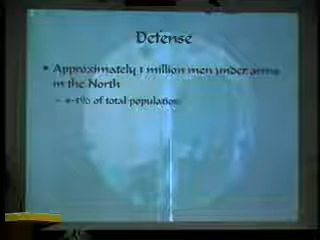 Defense
• Approximately 1 million men under arms
in the North
– 4-5% of total population